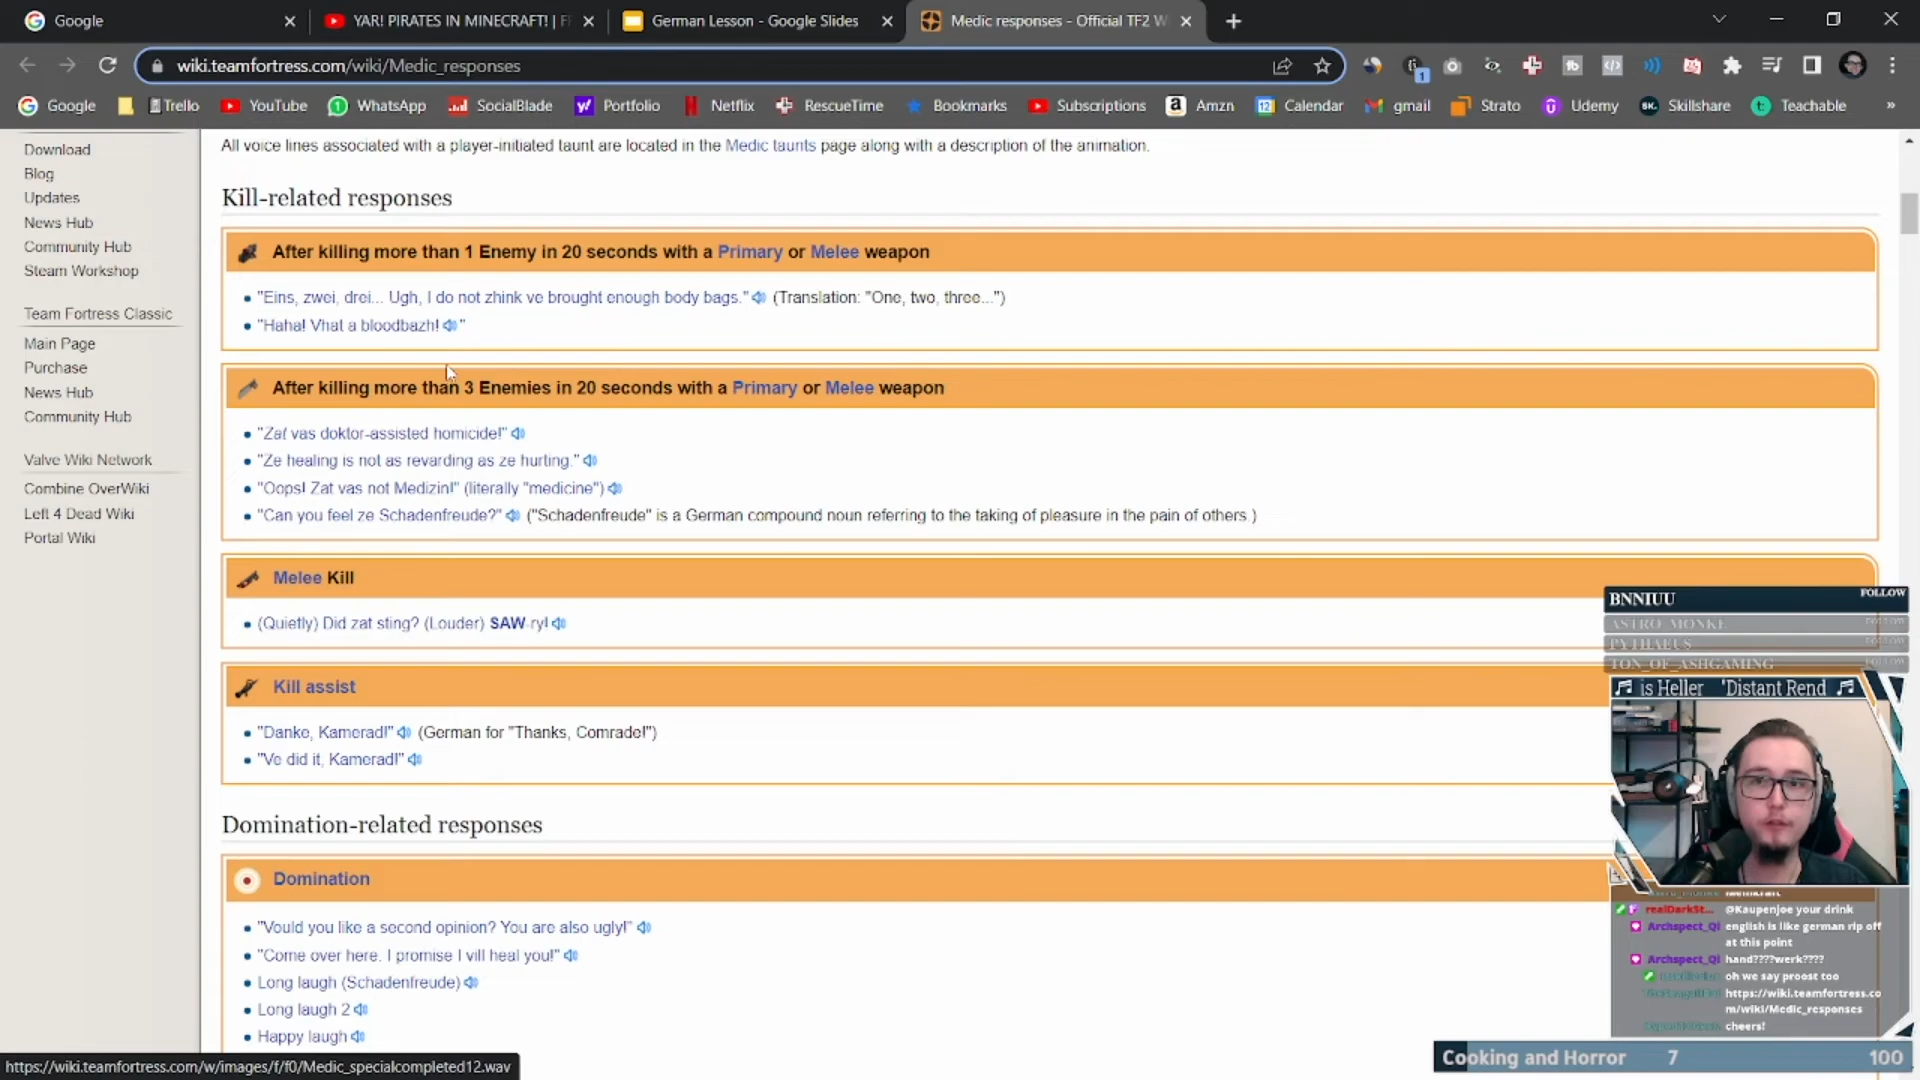 Google
YAR! PIRATES IN MINECRAFT! | F
German Lesson - Google Slides
Medic responses - Official TF2 W
wiki.teamfortress.com/wiki/Medic_responses
1
Google
Trello
YouTube
WhatsApp
SocialBlade
Portfolio
Netflix
RescueTime
Bookmarks
Subscriptions
Amzn
Calendar
gmail
Strato
Udemy
Skillshare
Teachable
»
Download
Blog
Updates
News Hub
Community Hub
Steam Workshop
Team Fortress Classic
Main Page
Purchase
News Hub
Community Hub
Valve Wiki Network
Combine OverWiki
Left 4 Dead Wiki
Portal Wiki
All voice lines associated with a player-initiated taunt are located in the Medic taunts page along with a description of the animation.
Kill-related responses
After killing more than 1 Enemy in 20 seconds with a Primary or Melee weapon
"Eins, zwei, drei... Ugh, I do not zhink ve brought enough body bags." (Translation: "One, two, three...")
"Haha! Vhat a bloodbazh! "
After killing more than 3 Enemies in 20 seconds with a Primary or Melee weapon
"Zat vas doktor-assisted homicide!"
"Ze healing is not as revarding as ze hurting."
"Oops! Zat vas not Medizin!" (literally "medicine")
"Can you feel ze Schadenfreude?" ("Schadenfreude" is a German compound noun referring to the taking of pleasure in the pain of others )
Melee Kill
(Quietly) Did zat sting? (Louder) SAW-ry!
Kill assist
"Danke, Kamerad!" (German for "Thanks, Comrade!")
"Ve did it, Kamerad!"
Domination-related responses
Domination
"Vould you like a second opinion? You are also ugly!"
"Come over here. I promise I vill heal you!"
Long laugh (Schadenfreude)
Long laugh 2
Happy laugh
https://wiki.teamfortress.com/w/images/f/f0/Medic_specialcompleted12.wav
BNNIUU FOLLOW
ASTRO_MONKE FOLLOW
PYTHAEUS FOLLOW
TON_OF_ASHGAMING FOLLOW
is Heller 'Distant Rend
realDarkSt... @Kaupenjoe your drink
Archspect_Ql english is like german rip off
at this point
Archspect_Ql hand????werk????
oh we say proost too
https://wiki.teamfortress.co
m/wiki/Medic_responses
cheers!
Cooking and Horror 7 100